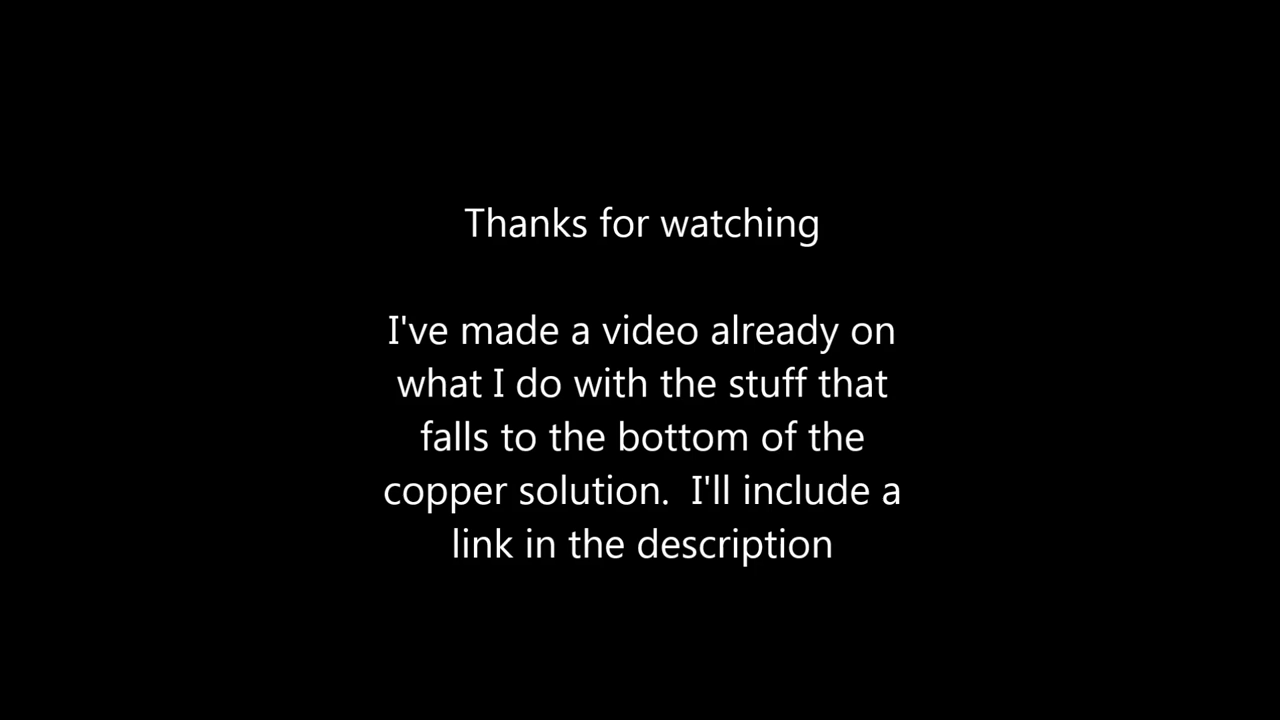 Thanks for watching
I've made a video already on
what I do with the stuff that
falls to the bottom of the
copper solution.  I'll include a
link in the description